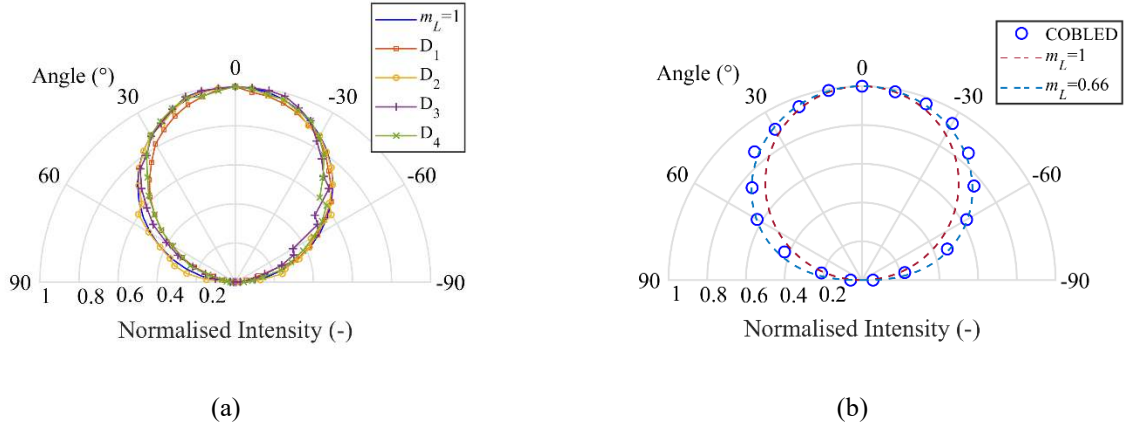 m_L=1
D_1
D_2
D_3
D_4
Angle (°)
0
30
-30
60
-60
90
-90
1 0.8 0.6 0.4 0.2
Normalised Intensity (-)
(a)
COBLED
m_L=1
m_L=0.66
Angle (°)
0
30
-30
60
-60
90
-90
1 0.8 0.6 0.4 0.2
Normalised Intensity (-)
(b)